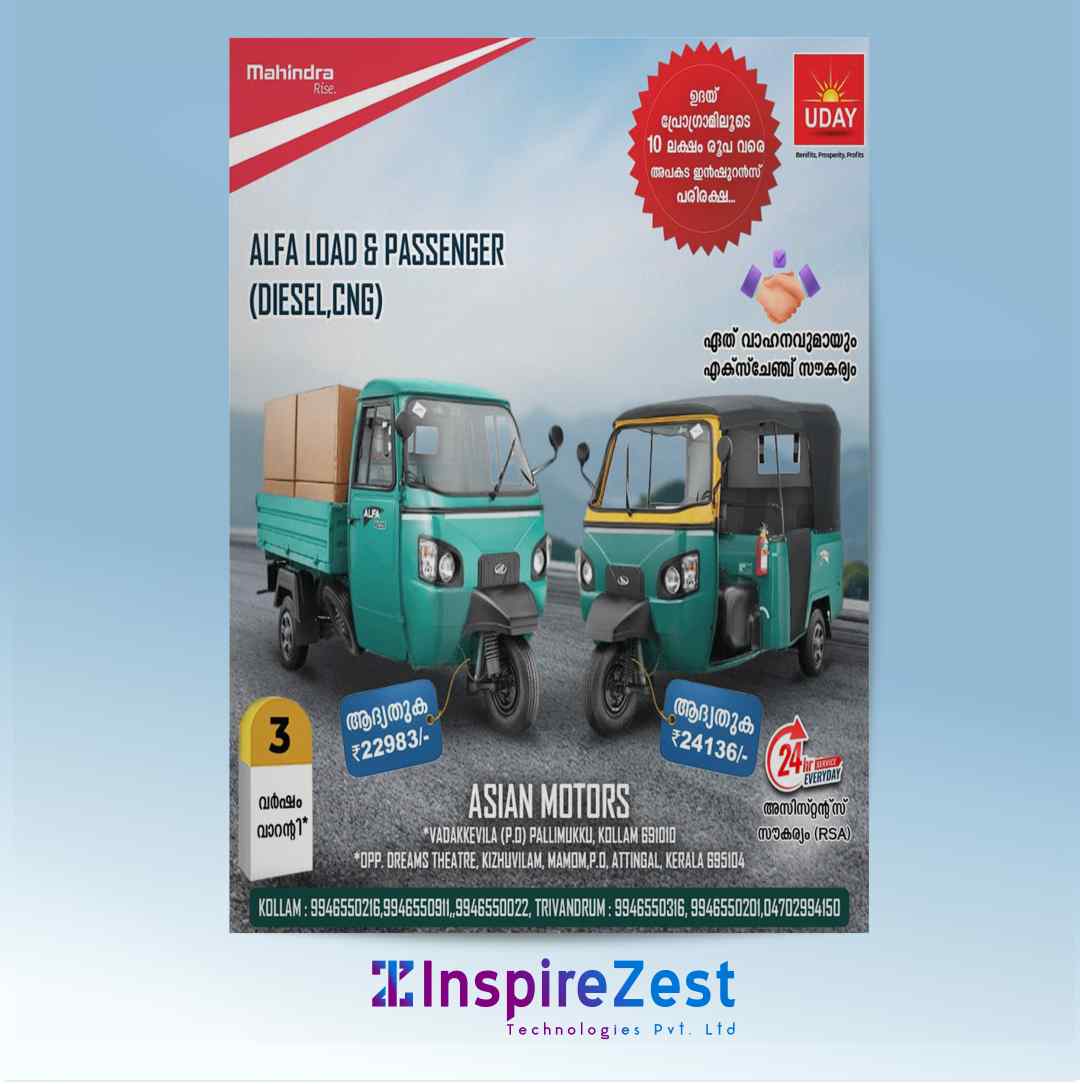 Mahindra
Rise.
ഉദയ്
പ്രോഗ്രാമിലൂടെ
10 ലക്ഷം രൂപ വരെ
അപകട ഇൻഷുറൻസ്
പരിരക്ഷ...
UDAY
Benifits, Prosperity, Profits
ALFA LOAD & PASSENGER
(DIESEL,CNG)
ഏത് വാഹനവുമായും
എക്സ്ചേഞ്ച് സൗകര്യം
ALFA
ആദ്യതുക
₹22983/-
ആദ്യതുക
₹24136/-
3
വർഷം
വാറന്റി*
24hr SERVICE
EVERYDAY
അസിസ്റ്റന്റ്സ്
സൗകര്യം (RSA)
ASIAN MOTORS
*VADAKKEVILA (P.O) PALLIMUKKU, KOLLAM 691010
*OPP. DREAMS THEATRE, KIZHUVILAM, MAMOM,P.O, ATTINGAL, KERALA 695104
KOLLAM : 9946550216,9946550911,,9946550022, TRIVANDRUM : 9946550316, 9946550201,04702994150
InspireZest
Technologies Pvt. Ltd